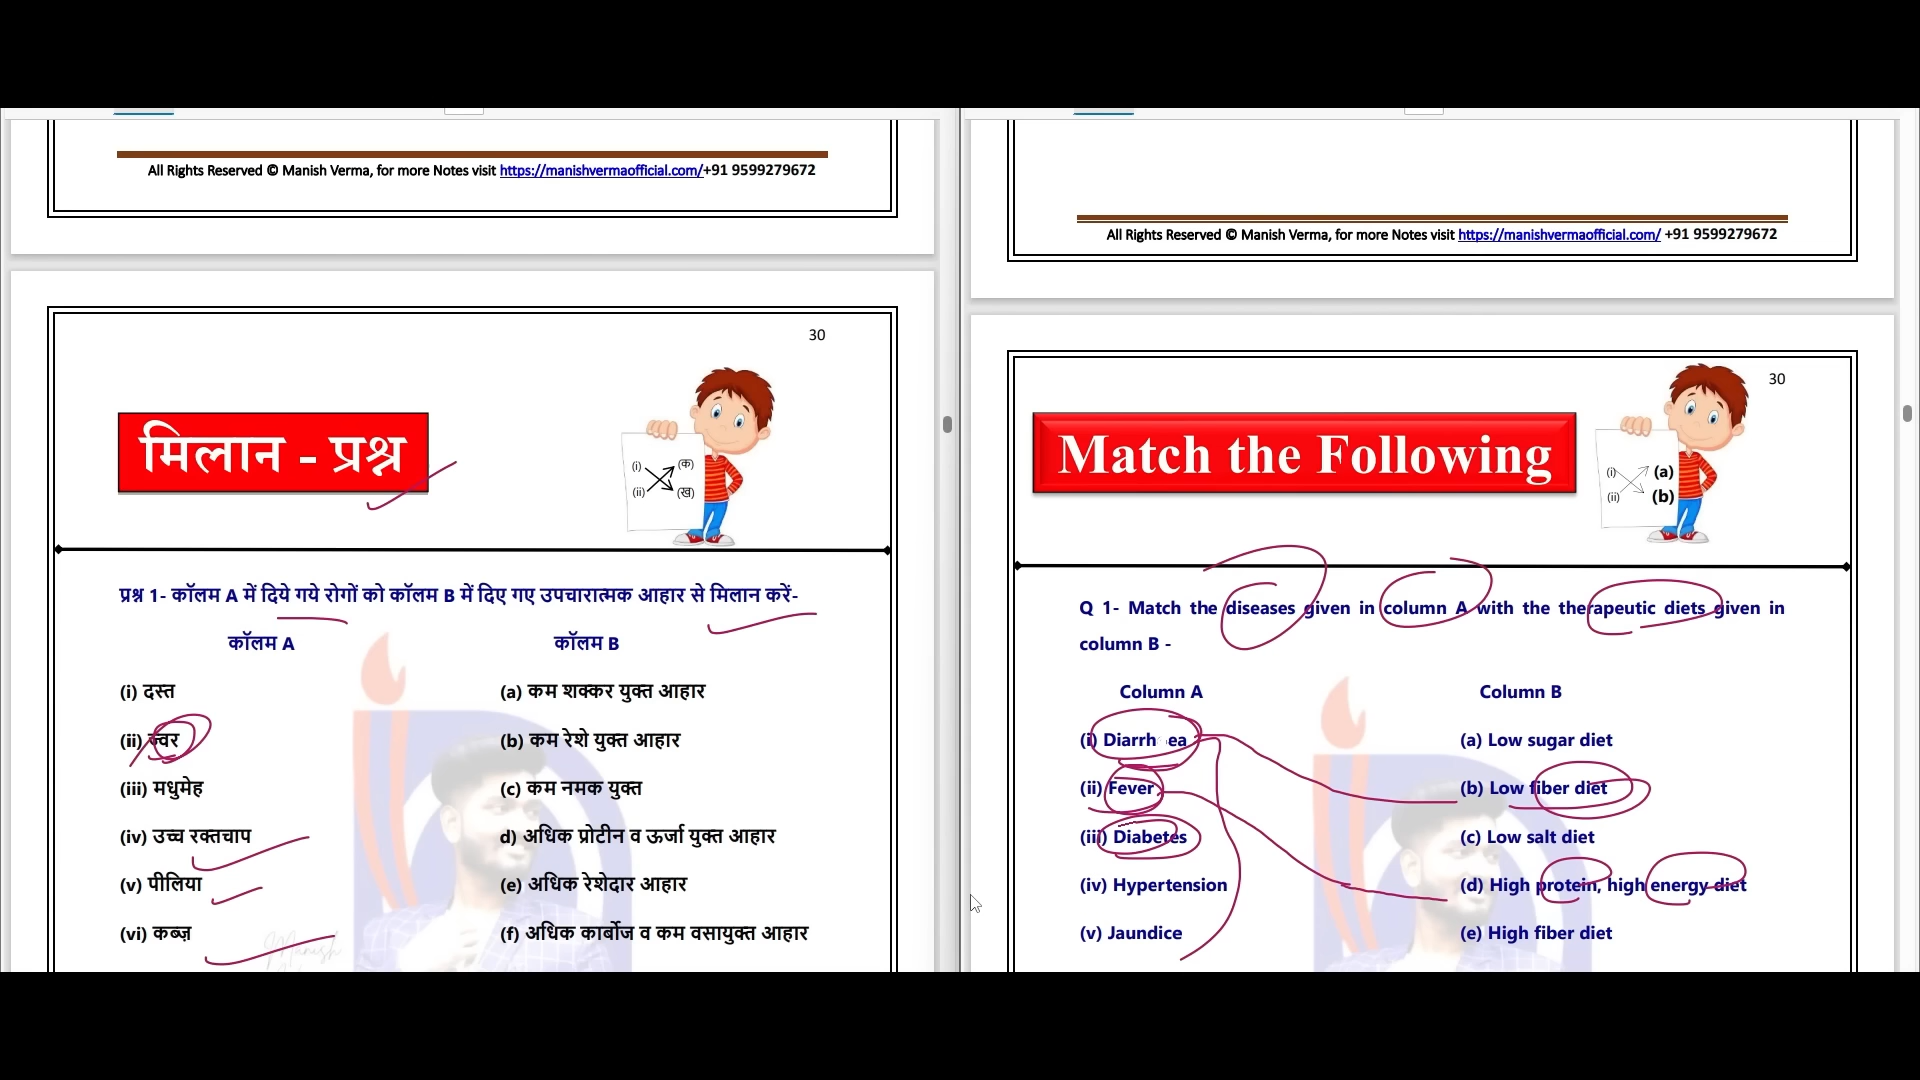 All Rights Reserved © Manish Verma, for more Notes visit https://manishvermaofficial.com/+91 9599279672
30
मिलान - प्रश्न
(i) (क)
(ii) (ख)
प्रश्न 1- कॉलम A में दिये गये रोगों को कॉलम B में दिए गए उपचारात्मक आहार से मिलान करें-
कॉलम A कॉलम B
(i) दस्त (a) कम शक्कर युक्त आहार
(ii) ज्वर (b) कम रेशे युक्त आहार
(iii) मधुमेह (c) कम नमक युक्त
(iv) उच्च रक्तचाप d) अधिक प्रोटीन व ऊर्जा युक्त आहार
(v) पीलिया (e) अधिक रेशेदार आहार
(vi) कब्ज़ (f) अधिक कार्बोज व कम वसायुक्त आहार
Manish
All Rights Reserved © Manish Verma, for more Notes visit https://manishvermaofficial.com/ +91 9599279672
30
Match the Following
(i) (a)
(ii) (b)
Q 1- Match the diseases given in column A with the therapeutic diets given in
column B -
Column A Column B
(i) Diarrh ea (a) Low sugar diet
(ii) Fever (b) Low fiber diet
(iii) Diabetes (c) Low salt diet
(iv) Hypertension (d) High protein, high energy diet
(v) Jaundice (e) High fiber diet